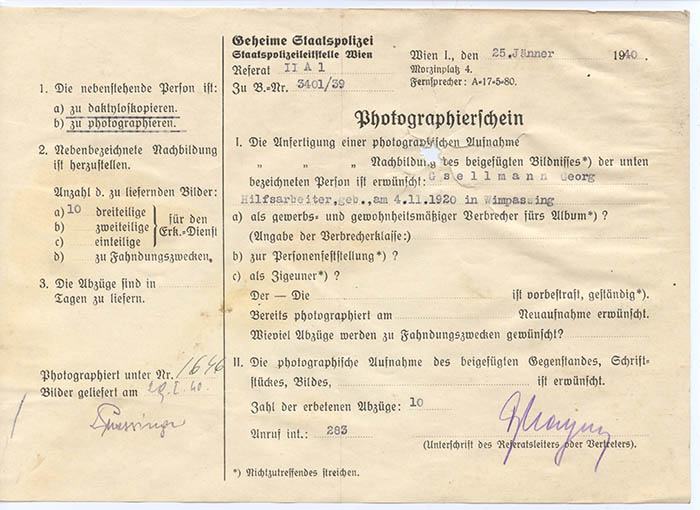 1. Die nebenstehende Person ist:
a) zu daktyloskopieren.
b) zu photographieren.
2. Nebenbezeichnete Nachbildung
ist herzustellen.
Anzahl d. zu liefernden Bilder:
a) 10 dreiteilige
b) zweiteilige
c) einteilige
für den
Erk.-Dienst
d) zu Fahndungszwecken.
3. Die Abzüge sind in
Tagen zu liefern.
Photographiert unter Nr. 1646
Bilder geliefert am 29. I. 40.
Geheime Staatspolizei
Staatspolizeileitstelle Wien
Referat II A 1
Zu B.-Nr. 3401/39
Wien I., den 25. Jänner 1940.
Morzinplatz 4.
Fernsprecher: A-17-5-80.
Photographierschein
I. Die Anfertigung einer photographischen Aufnahme
„ „ „ Nachbildung des beigefügten Bildnisses*) der unten
bezeichneten Person ist erwünscht: Gsellmann Georg
Hilfsarbeiter, geb., am 4.11.1920 in Wimpassing
a) als gewerbs- und gewohnheitsmäßiger Verbrecher fürs Album*) ?
(Angabe der Verbrecherklasse:)
b) zur Personenfeststellung*) ?
c) als Zigeuner*) ?
Der — Die ist vorbestraft, geständig*).
Bereits photographiert am Neuaufnahme erwünscht.
Wieviel Abzüge werden zu Fahndungszwecken gewünscht?
II. Die photographische Aufnahme des beigefügten Gegenstandes, Schrift-
stückes, Bildes, ist erwünscht.
Zahl der erbetenen Abzüge: 10
Anruf int.: 283
(Unterschrift des Referatsleiters oder Vertreters).
*) Nichtzutreffendes streichen.